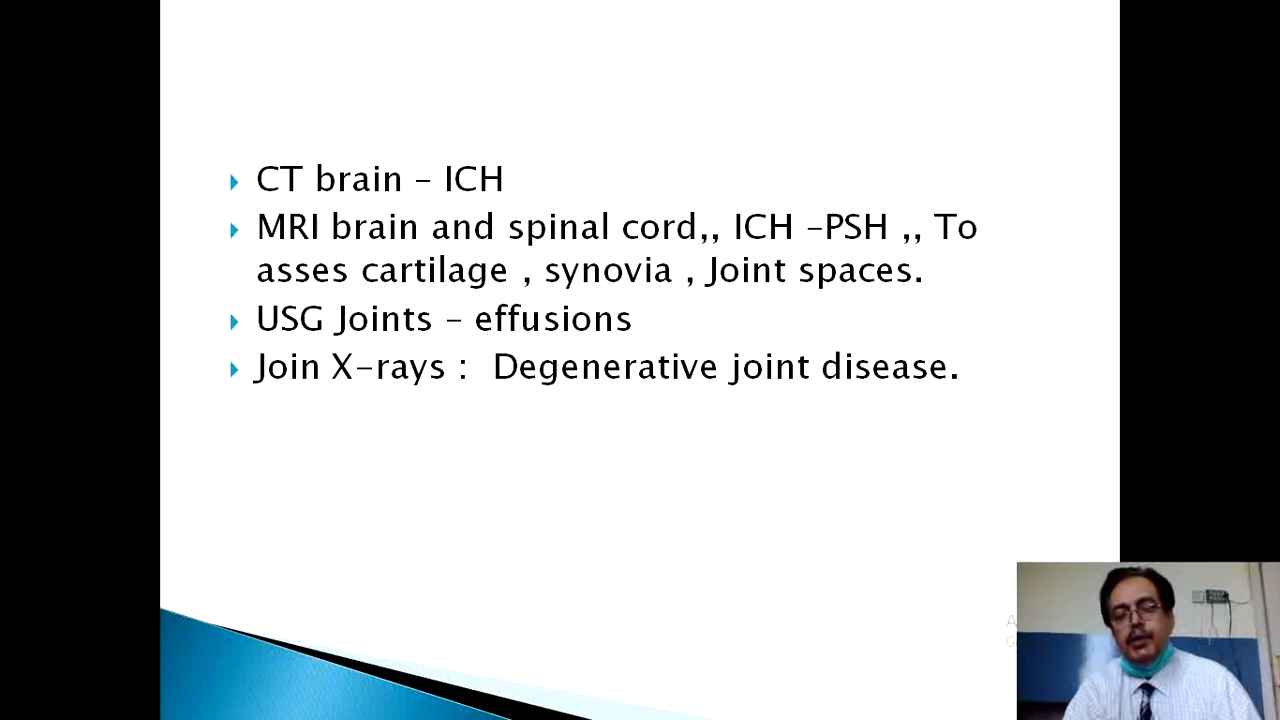 CT brain – ICH
MRI brain and spinal cord,, ICH –PSH ,, To
asses cartilage , synovia , Joint spaces.
USG Joints – effusions
Join X-rays : Degenerative joint disease.